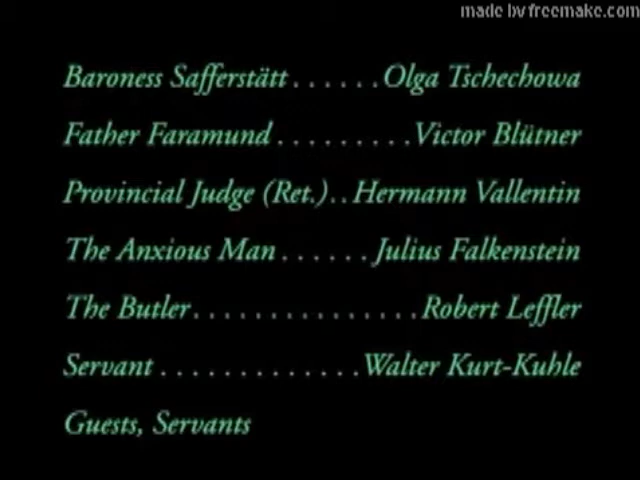 made by freemake.com
Baroness Safferstätt . . . . . . Olga Tschechowa
Father Faramund . . . . . . . . . Victor Blütner
Provincial Judge (Ret.) . . Hermann Vallentin
The Anxious Man . . . . . . Julius Falkenstein
The Butler . . . . . . . . . . . . . . . . Robert Leffler
Servant . . . . . . . . . . . . . Walter Kurt-Kuhle
Guests, Servants